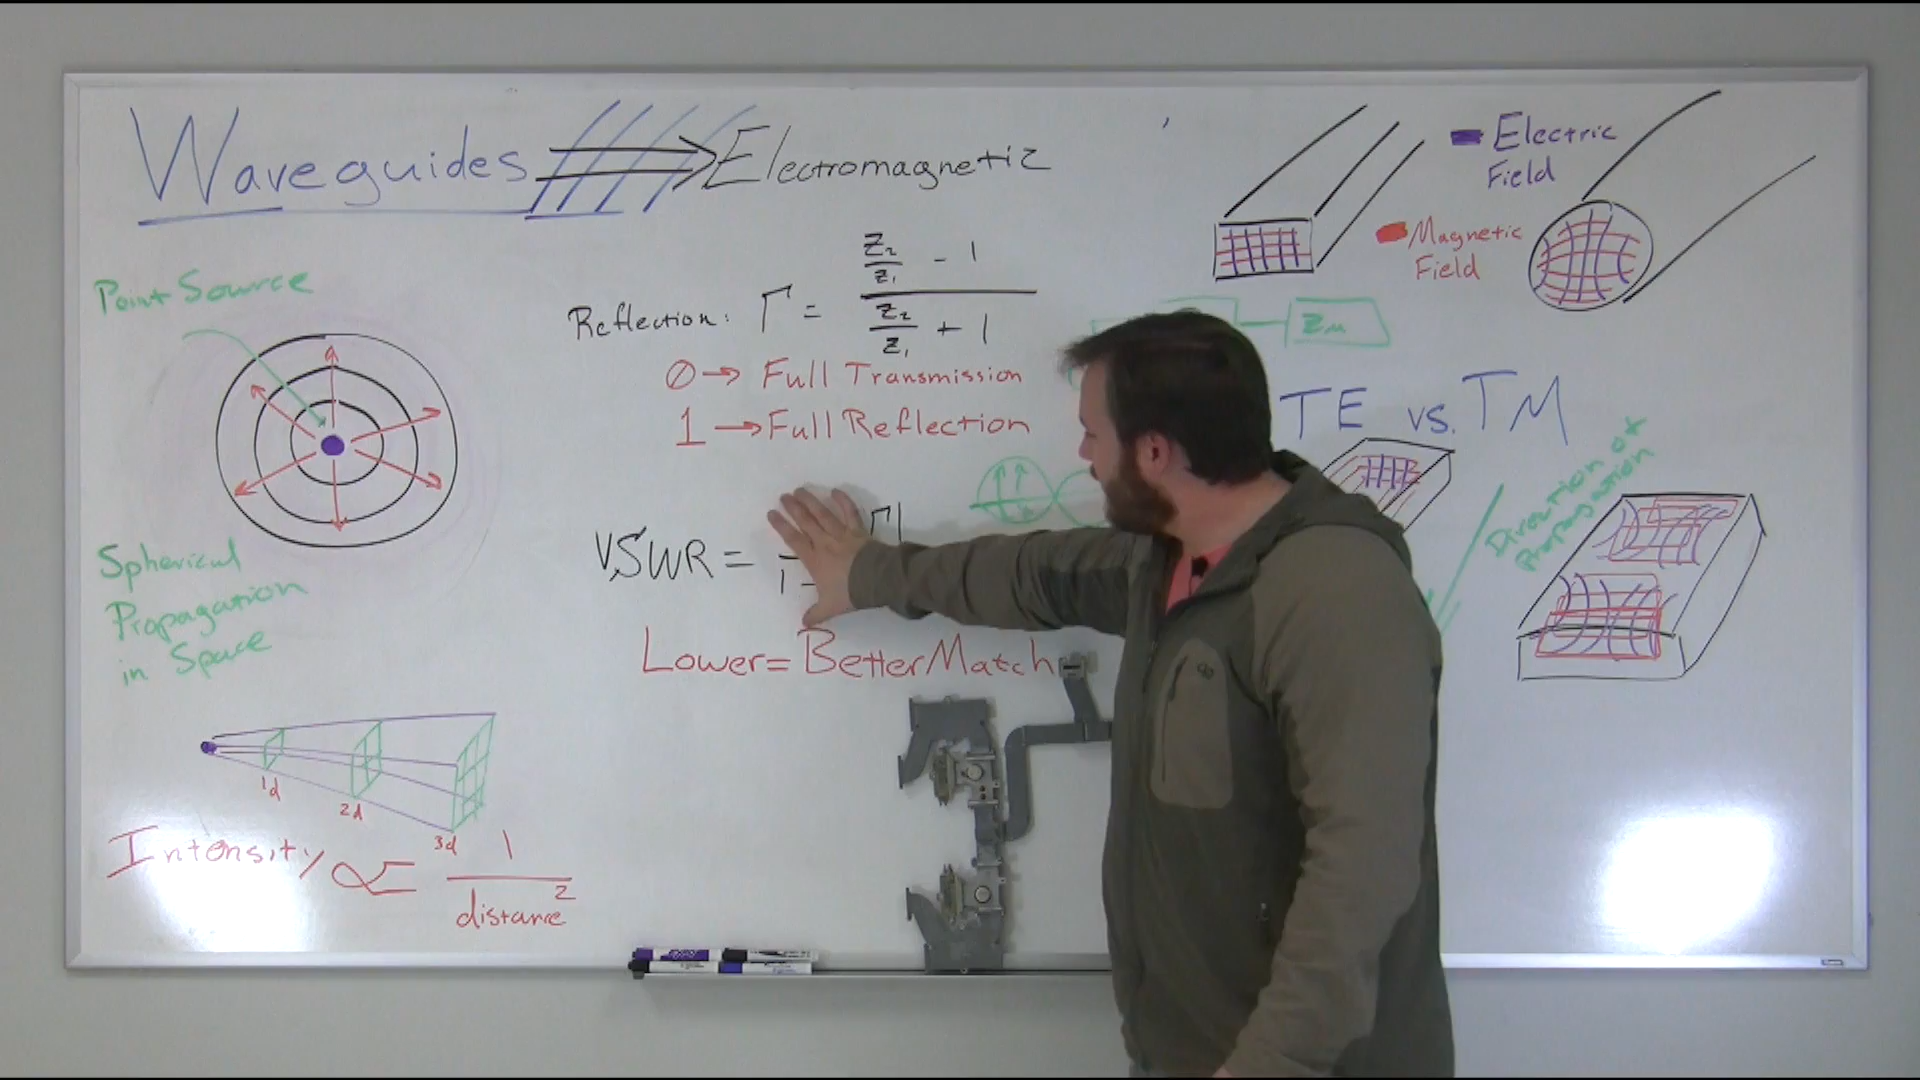 Waveguides
Electromagnetic
Point Source
Spherical
Propagation
in Space
1d
2d
3d
Intensity ∝ 1
distance²
Reflection: Γ =
Z₂
Z₁
- 1
Z₂
Z₁
+ 1
0 → Full Transmission
1 → Full Reflection
VSWR =
Γ|
1 -
Lower = Better Match
Electric
Field
Magnetic
Field
TE vs. TM
Direction of
Propagation